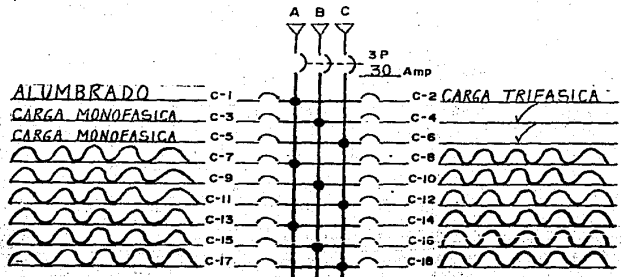 A B C
3P
30 Amp
ALUMBRADO C-1 C-2 CARGA TRIFASICA
CARGA MONOFASICA C-3 C-4
CARGA MONOFASICA C-5 C-6
C-7 C-8
C-9 C-10
C-11 C-12
C-13 C-14
C-15 C-16
C-17 C-18